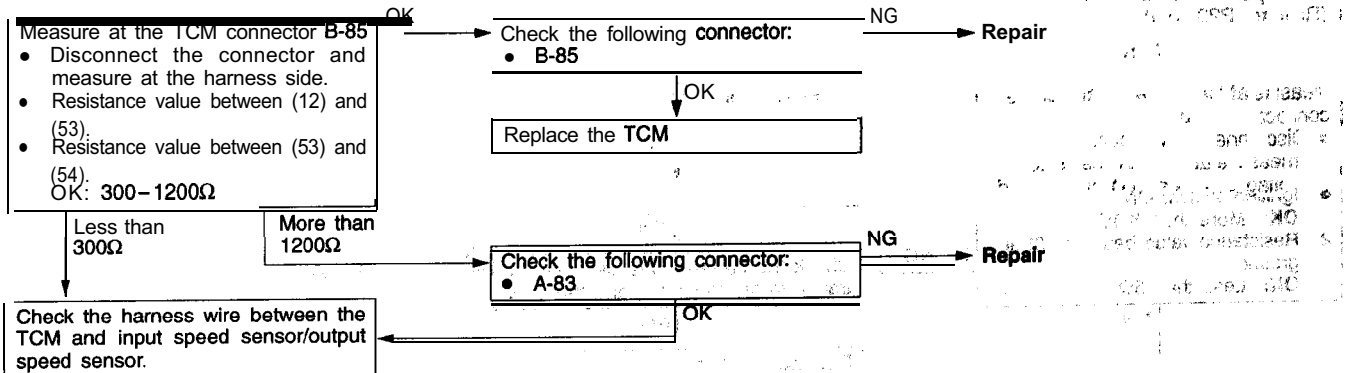 OK
NG
Measure at the TCM connector B-85
● Disconnect the connector and
measure at the harness side.
● Resistance value between (12) and
(53).
● Resistance value between (53) and
(54).
OK: 300–1200Ω
Check the following connector:
● B-85
Repair
OK
Replace the TCM
Less than
300Ω
More than
1200Ω
Check the following connector:
● A-83
NG
Repair
OK
Check the harness wire between the
TCM and input speed sensor/output
speed sensor.